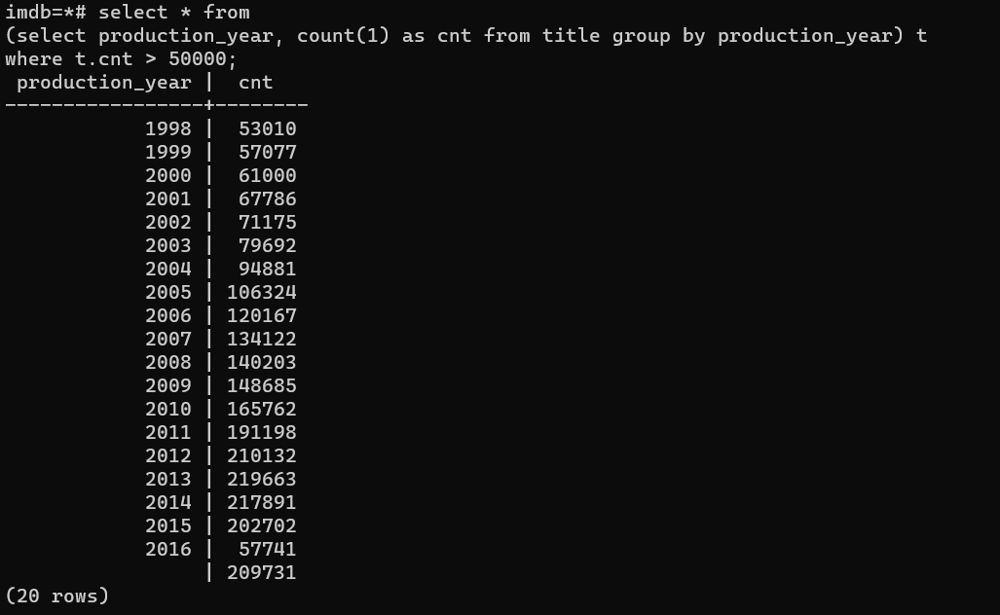 imdb=*# select * from
(select production_year, count(1) as cnt from title group by production_year) t
where t.cnt > 50000;
 production_year |  cnt
-----------------+--------
            1998 |  53010
            1999 |  57077
            2000 |  61000
            2001 |  67786
            2002 |  71175
            2003 |  79692
            2004 |  94881
            2005 | 106324
            2006 | 120167
            2007 | 134122
            2008 | 140203
            2009 | 148685
            2010 | 165762
            2011 | 191198
            2012 | 210132
            2013 | 219663
            2014 | 217891
            2015 | 202702
            2016 |  57741
                 | 209731
(20 rows)